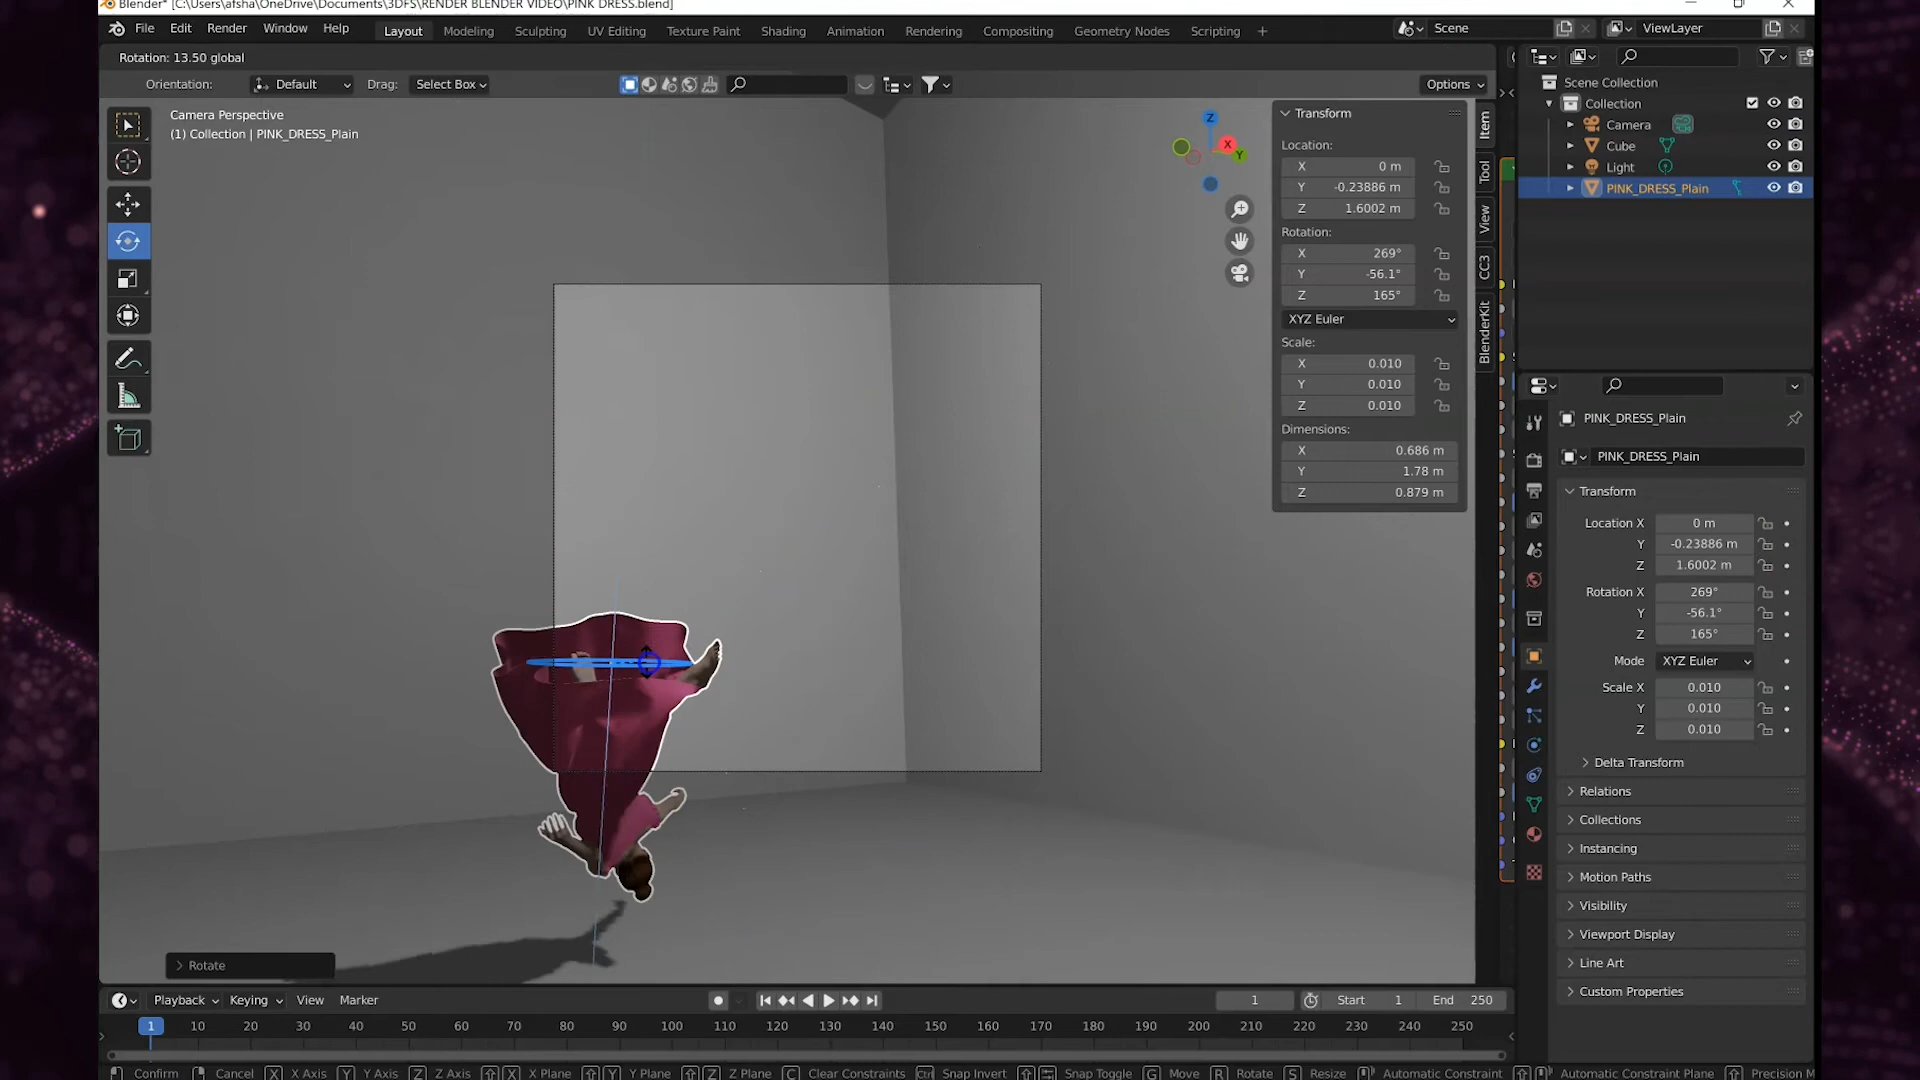 Blender* [C:\Users\afsha\OneDrive\Documents\3DFS\RENDER BLENDER VIDEO\PINK DRESS.blend]
File Edit Render Window Help Layout Modeling Sculpting UV Editing Texture Paint Shading Animation Rendering Compositing Geometry Nodes Scripting + Scene ViewLayer
Rotation: 13.50 global
Orientation: Default Drag: Select Box Options
Camera Perspective
(1) Collection | PINK_DRESS_Plain
Z
X
Y
Transform
Location:
X 0 m
Y -0.23886 m
Z 1.6002 m
Rotation:
X 269°
Y -56.1°
Z 165°
XYZ Euler
Scale:
X 0.010
Y 0.010
Z 0.010
Dimensions:
X 0.686 m
Y 1.78 m
Z 0.879 m
Item
Tool
View
CC3
BlenderKit
Scene Collection
Collection
Camera
Cube
Light
PINK_DRESS_Plain
PINK_DRESS_Plain
PINK_DRESS_Plain
Transform
Location X 0 m
Y -0.23886 m
Z 1.6002 m
Rotation X 269°
Y -56.1°
Z 165°
Mode XYZ Euler
Scale X 0.010
Y 0.010
Z 0.010
Delta Transform
Relations
Collections
Instancing
Motion Paths
Visibility
Viewport Display
Line Art
Custom Properties
Rotate
Playback Keying View Marker 1 Start 1 End 250
1 10 20 30 40 50 60 70 80 90 100 110 120 130 140 150 160 170 180 190 200 210 220 230 240 250
Confirm Cancel X X Axis Y Y Axis Z Z Axis X X Plane Y Y Plane Z Z Plane C Clear Constraints Ctrl Snap Invert Snap Toggle G Move R Rotate S Resize Automatic Constraint Automatic Constraint Plane Precision M